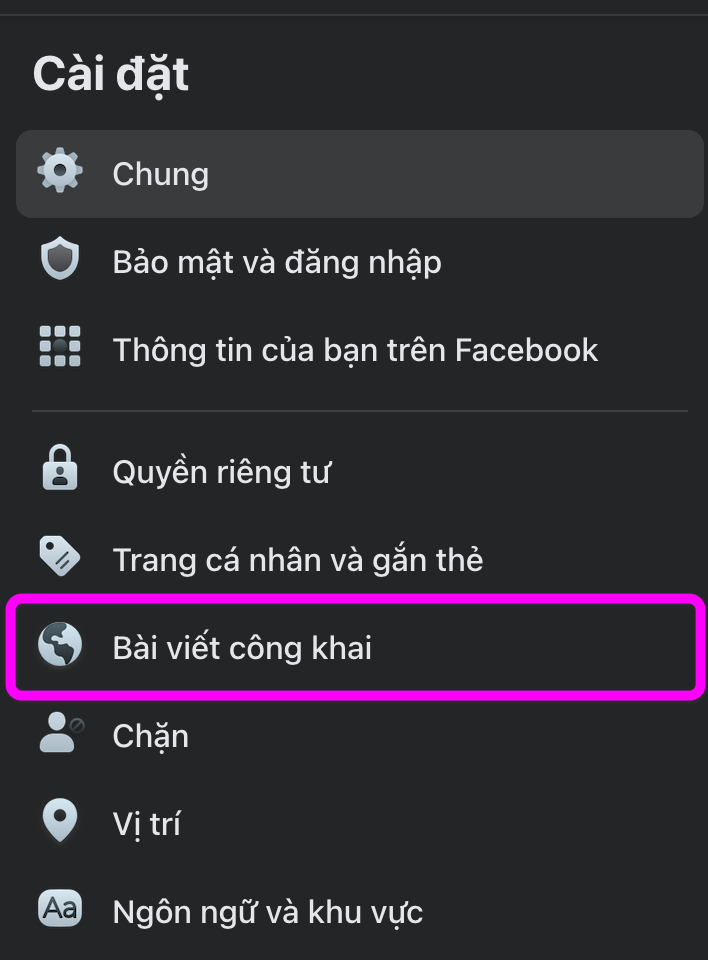 Cài đặt
Chung
Bảo mật và đăng nhập
Thông tin của bạn trên Facebook
Quyền riêng tư
Trang cá nhân và gắn thẻ
Bài viết công khai
Chặn
Vị trí
Aa Ngôn ngữ và khu vực